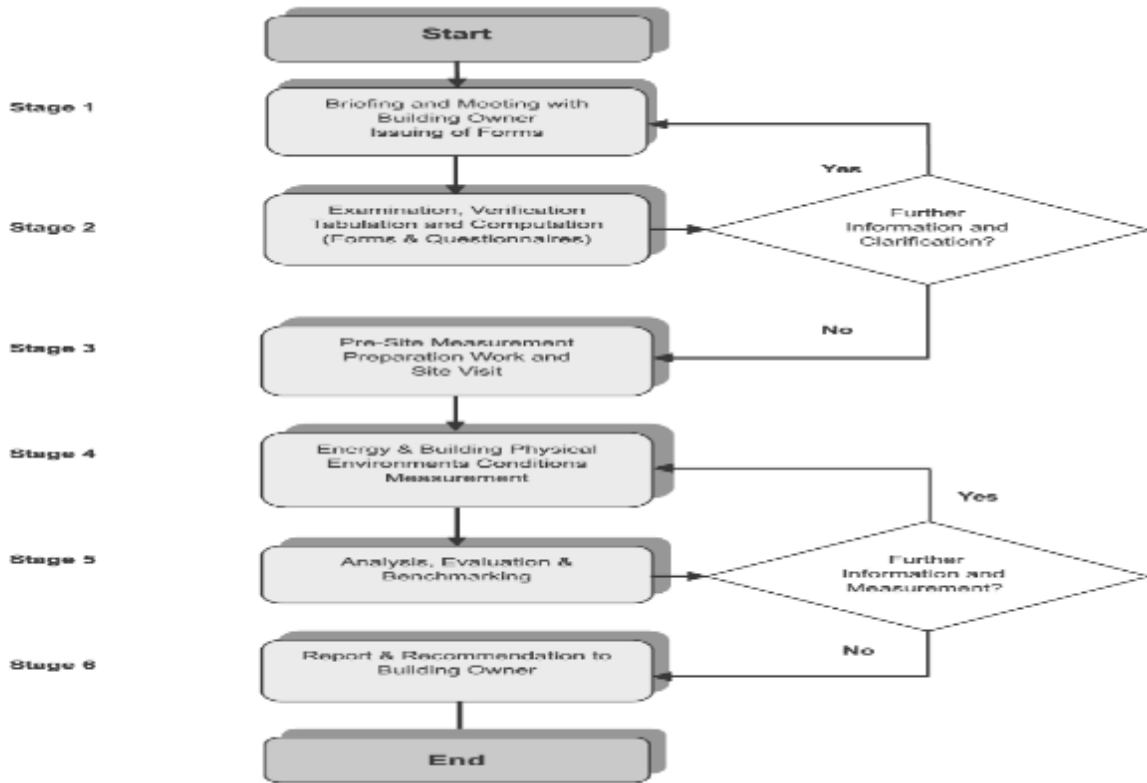 Start
Stage 1
Briefing and Meeting with
Building Owner
Issuing of Forms
Yes
Stage 2
Examination, Verification
Tabulation and Computation
(Forms & Questionnaires)
Further
Information and
Clarification?
No
Stage 3
Pre-Site Measurement
Preparation Work and
Site Visit
Stage 4
Energy & Building Physical
Environments Conditions
Measurement
Yes
Stage 5
Analysis, Evaluation &
Benchmarking
Further
Information and
Measurement?
No
Stage 6
Report & Recommendation to
Building Owner
End